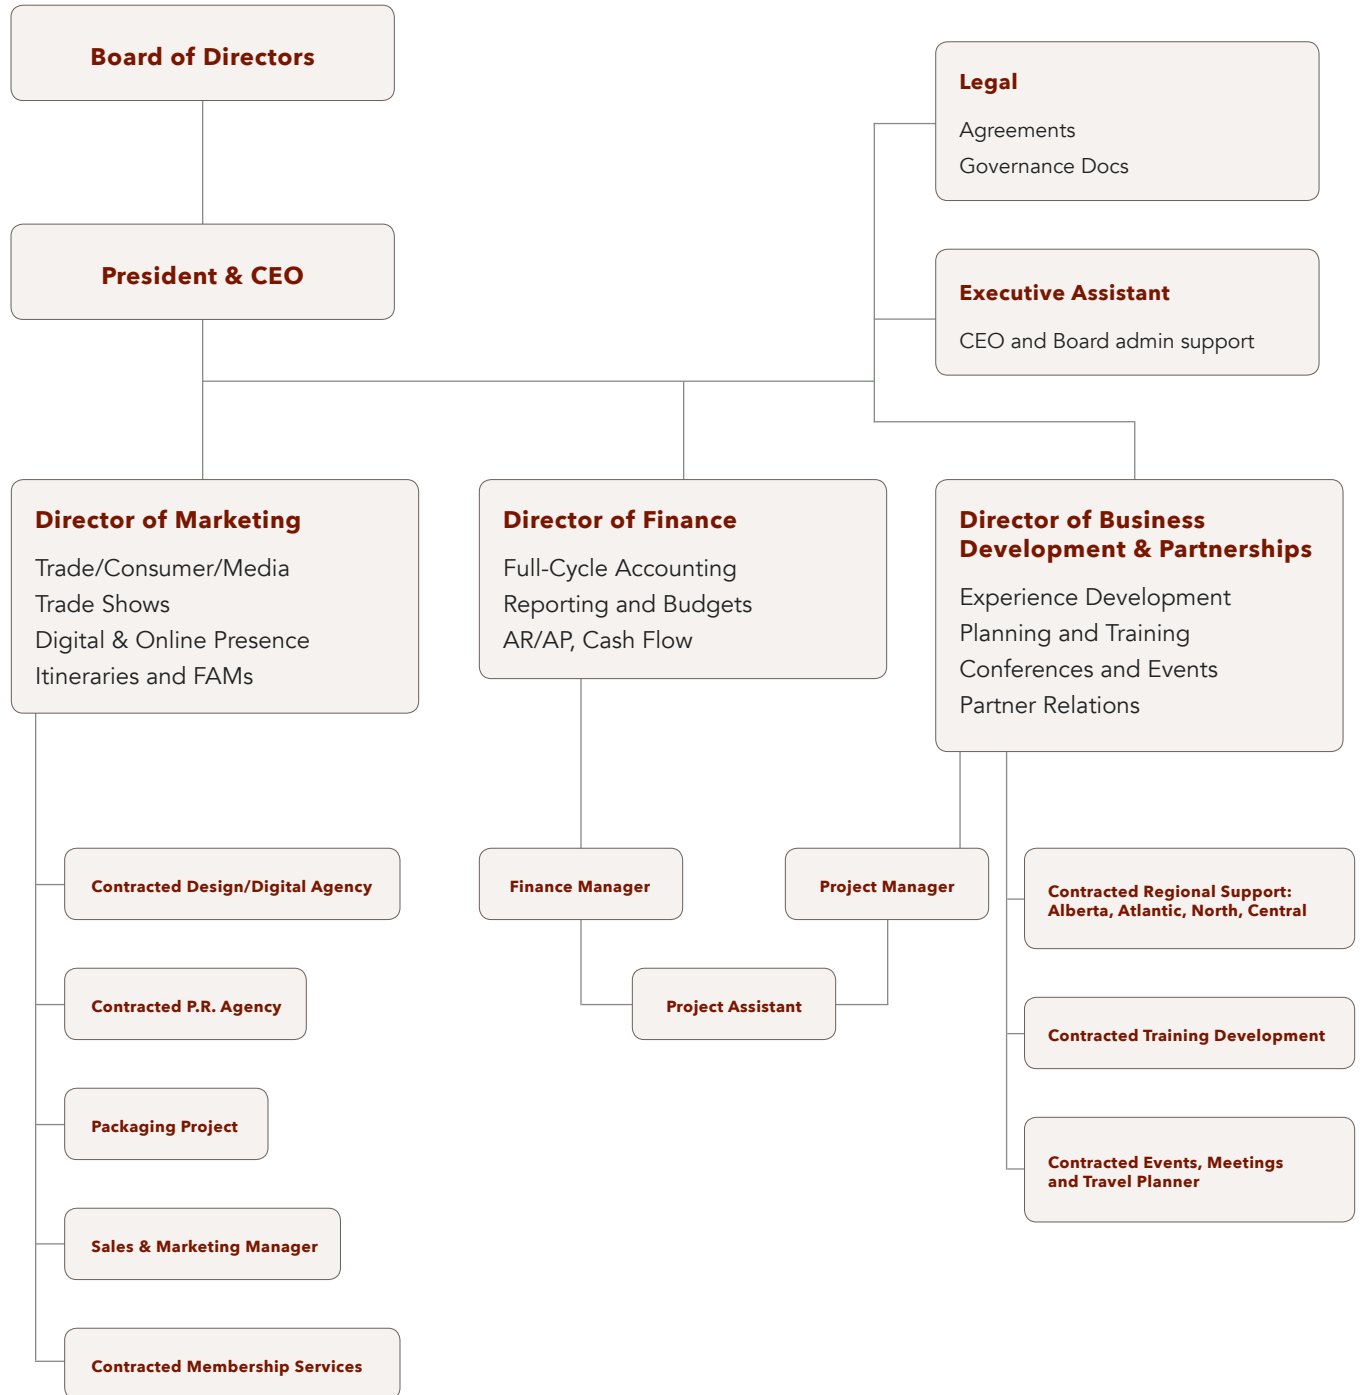 Board of Directors
Legal
Agreements
Governance Docs
President & CEO
Executive Assistant
CEO and Board admin support
Director of Marketing
Trade/Consumer/Media
Trade Shows
Digital & Online Presence
Itineraries and FAMs
Director of Finance
Full-Cycle Accounting
Reporting and Budgets
AR/AP, Cash Flow
Director of Business
Development & Partnerships
Experience Development
Planning and Training
Conferences and Events
Partner Relations
Contracted Design/Digital Agency
Contracted P.R. Agency
Packaging Project
Sales & Marketing Manager
Contracted Membership Services
Finance Manager
Project Manager
Project Assistant
Contracted Regional Support:
Alberta, Atlantic, North, Central
Contracted Training Development
Contracted Events, Meetings
and Travel Planner